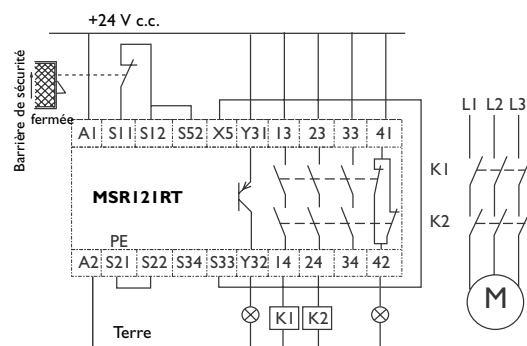 +24 V c.c.
Barrière de sécurité
fermée
A1 S11 S12 S52 X5 Y31 13 23 33 41
MSR121RT
PE
A2 S21 S22 S34 S33 Y32 14 24 34 42
K1 K2
Terre
L1 L2 L3
K1
K2
M